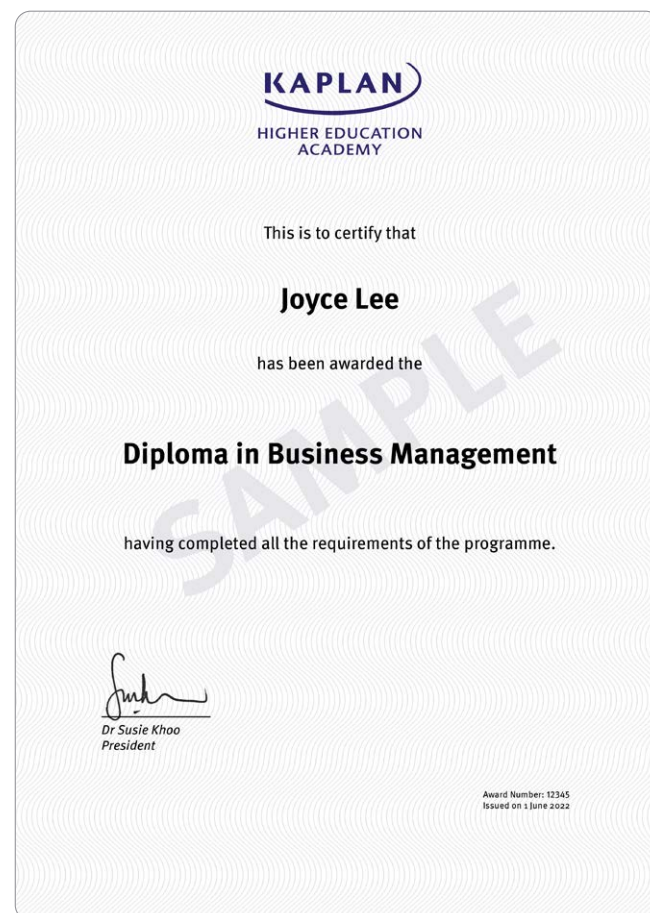 KAPLAN
HIGHER EDUCATION
ACADEMY
This is to certify that
Joyce Lee
has been awarded the
SAMPLE
Diploma in Business Management
having completed all the requirements of the programme.
Dr Susie Khoo
President
Award Number: 12345
Issued on 1 June 2022